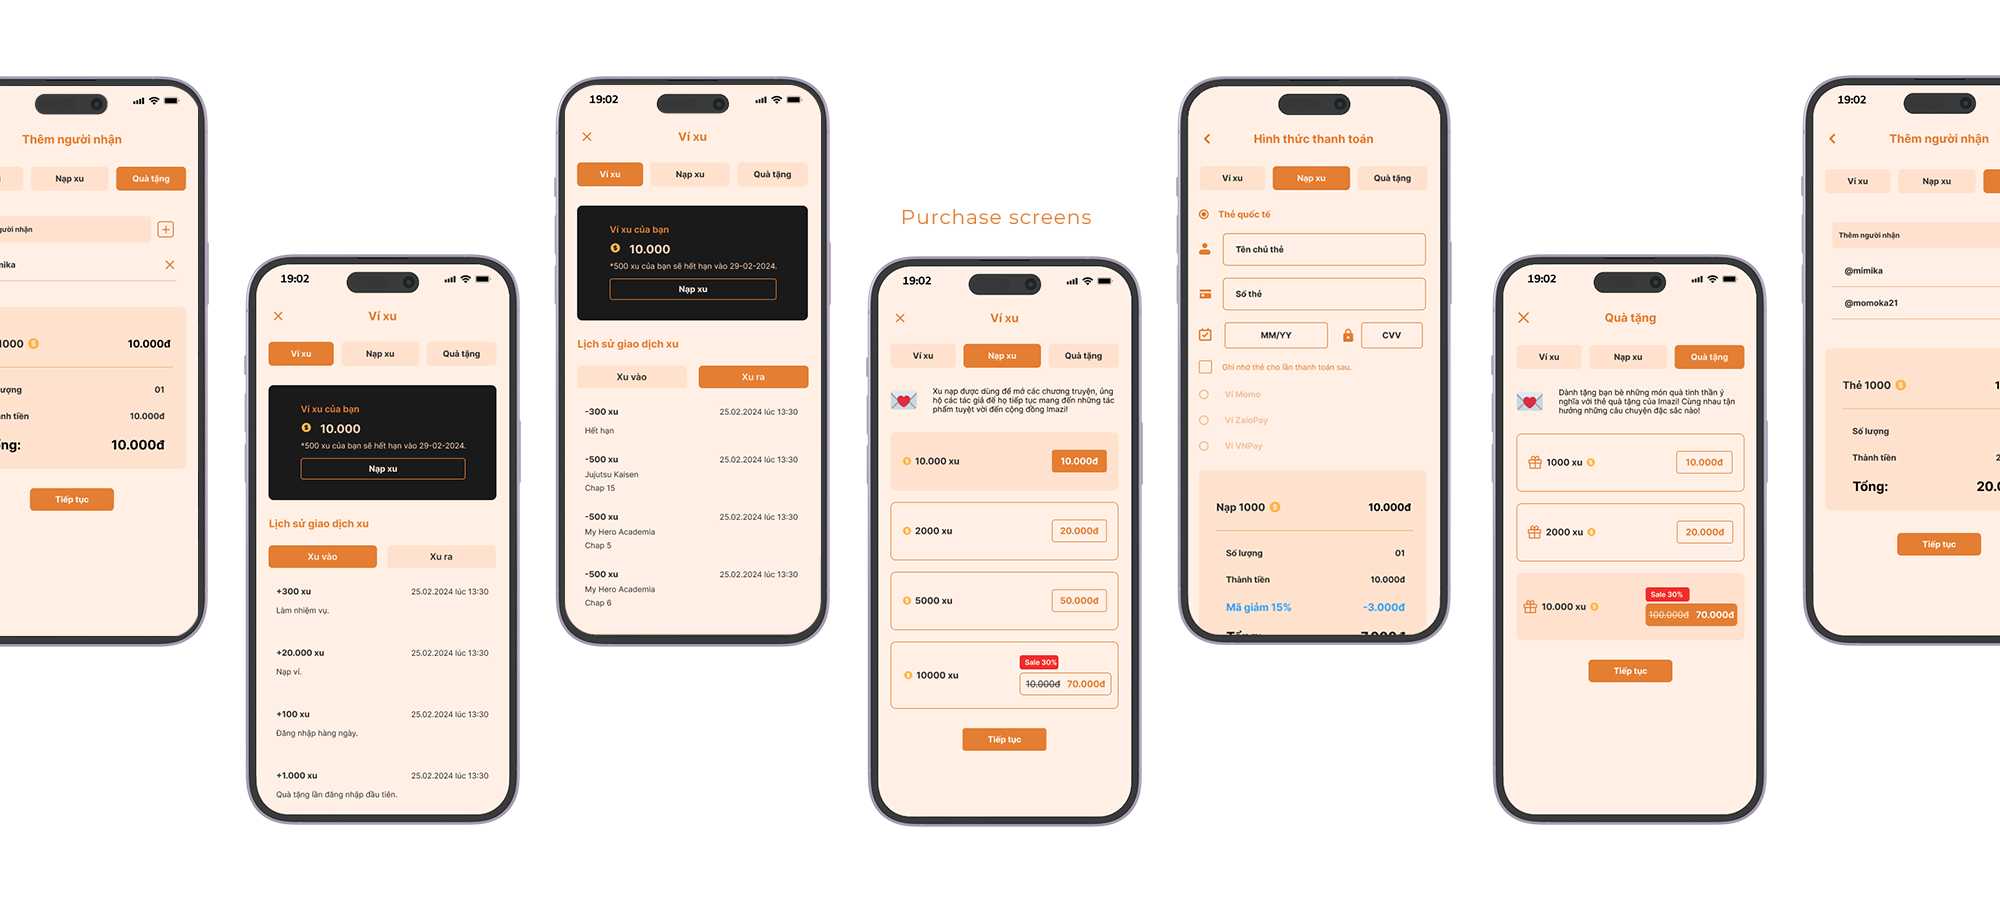 Thêm người nhận
Nạp xu
Quà tặng
nhận
10.000đ
01
10.000đ
10.000đ
Tiếp tục
19:02
Ví xu
Ví xu
Nạp xu
Quà tặng
Ví xu của bạn
10.000
*500 xu của bạn sẽ hết hạn vào 29-02-2024.
Nạp xu
Lịch sử giao dịch xu
Xu vào
Xu ra
+300 xu
25.02.2024 lúc 13:30
Làm nhiệm vụ.
+20.000 xu
25.02.2024 lúc 13:30
Nạp ví.
+100 xu
25.02.2024 lúc 13:30
Đăng nhập hàng ngày.
+1.000 xu
25.02.2024 lúc 13:30
Quà tặng lần đăng nhập đầu tiên.
19:02
Ví xu
Ví xu
Nạp xu
Quà tặng
Ví xu của bạn
10.000
*500 xu của bạn sẽ hết hạn vào 29-02-2024.
Nạp xu
Lịch sử giao dịch xu
Xu vào
Xu ra
-300 xu
25.02.2024 lúc 13:30
Hết hạn
-500 xu
25.02.2024 lúc 13:30
Jujutsu Kaisen
Chap 15
-500 xu
25.02.2024 lúc 13:30
My Hero Academia
Chap 5
-500 xu
25.02.2024 lúc 13:30
My Hero Academia
Chap 6
Purchase screens
19:02
Ví xu
Ví xu
Nạp xu
Quà tặng
Xu nạp được dùng để mở các chương truyện, ủng
hộ các tác giả để họ tiếp tục mang đến những tác
phẩm tuyệt vời đến cộng đồng Imazi!
10.000 xu
10.000đ
2000 xu
20.000đ
5000 xu
50.000đ
Sale 30%
10000 xu
10.000đ 70.000đ
Tiếp tục
Hình thức thanh toán
Ví xu
Nạp xu
Quà tặng
Thẻ quốc tế
Tên chủ thẻ
Số thẻ
MM/YY
CVV
Ghi nhớ thẻ cho lần thanh toán sau.
Ví Momo
Ví ZaloPay
Ví VNPay
Nạp 1000
10.000đ
Số lượng
01
Thành tiền
10.000đ
Mã giảm 15%
-3.000đ
19:02
Quà tặng
Ví xu
Nạp xu
Quà tặng
Dành tặng bạn bè những món quà tinh thần ý
nghĩa với thẻ quà tặng của Imazi! Cùng nhau tận
hưởng những câu chuyện đặc sắc nào!
1000 xu
10.000đ
2000 xu
20.000đ
Sale 30%
10.000 xu
100.000đ 70.000đ
Tiếp tục
19:02
Thêm người nhận
Ví xu
Nạp xu
Thêm người nhận
@mimika
@momoka21
Thẻ 1000
Số lượng
Thành tiền
Tổng:
Tiếp tục